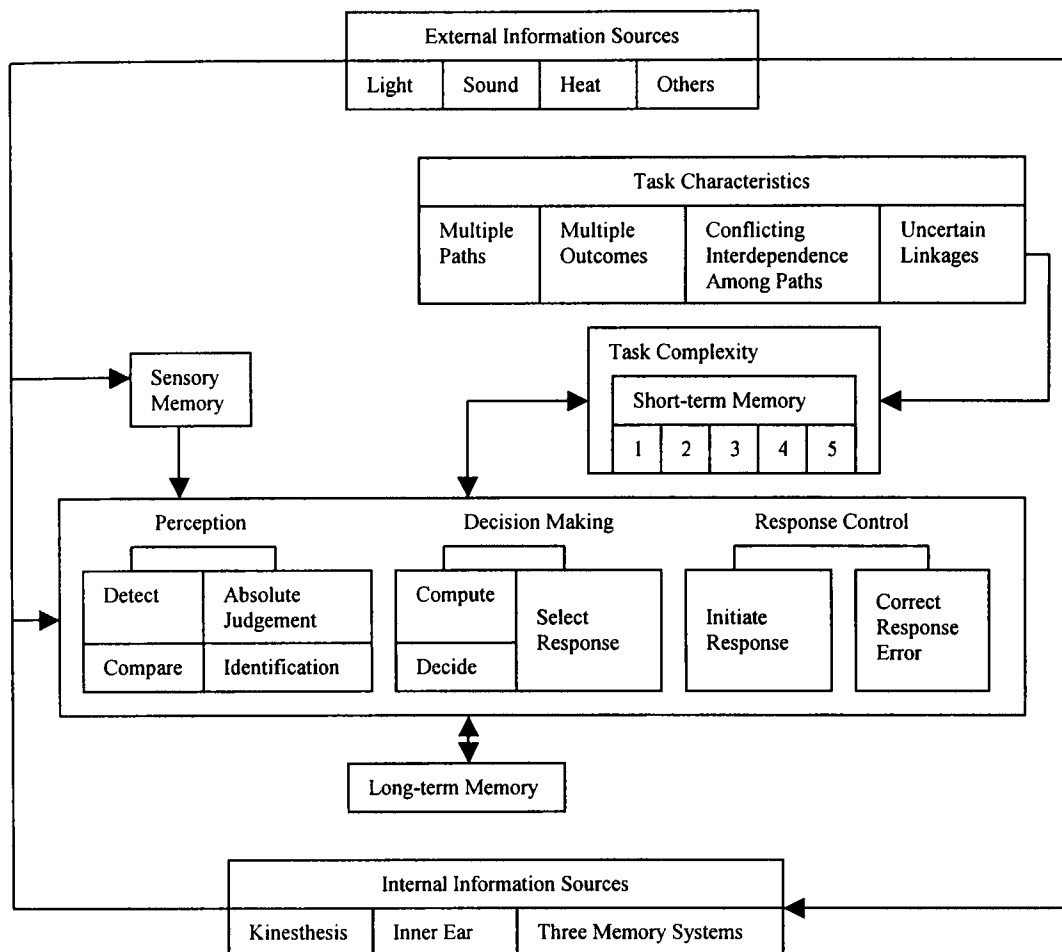 External Information Sources
Light Sound Heat Others
Task Characteristics
Multiple Paths
Multiple Outcomes
Conflicting Interdependence Among Paths
Uncertain Linkages
Task Complexity
Short-term Memory
1 2 3 4 5
Sensory
Memory
Perception Decision Making Response Control
Detect
Absolute
Judgement
Compare
Identification
Compute
Decide
Select
Response
Initiate
Response
Correct
Response
Error
Long-term Memory
Internal Information Sources
Kinesthesis Inner Ear Three Memory Systems